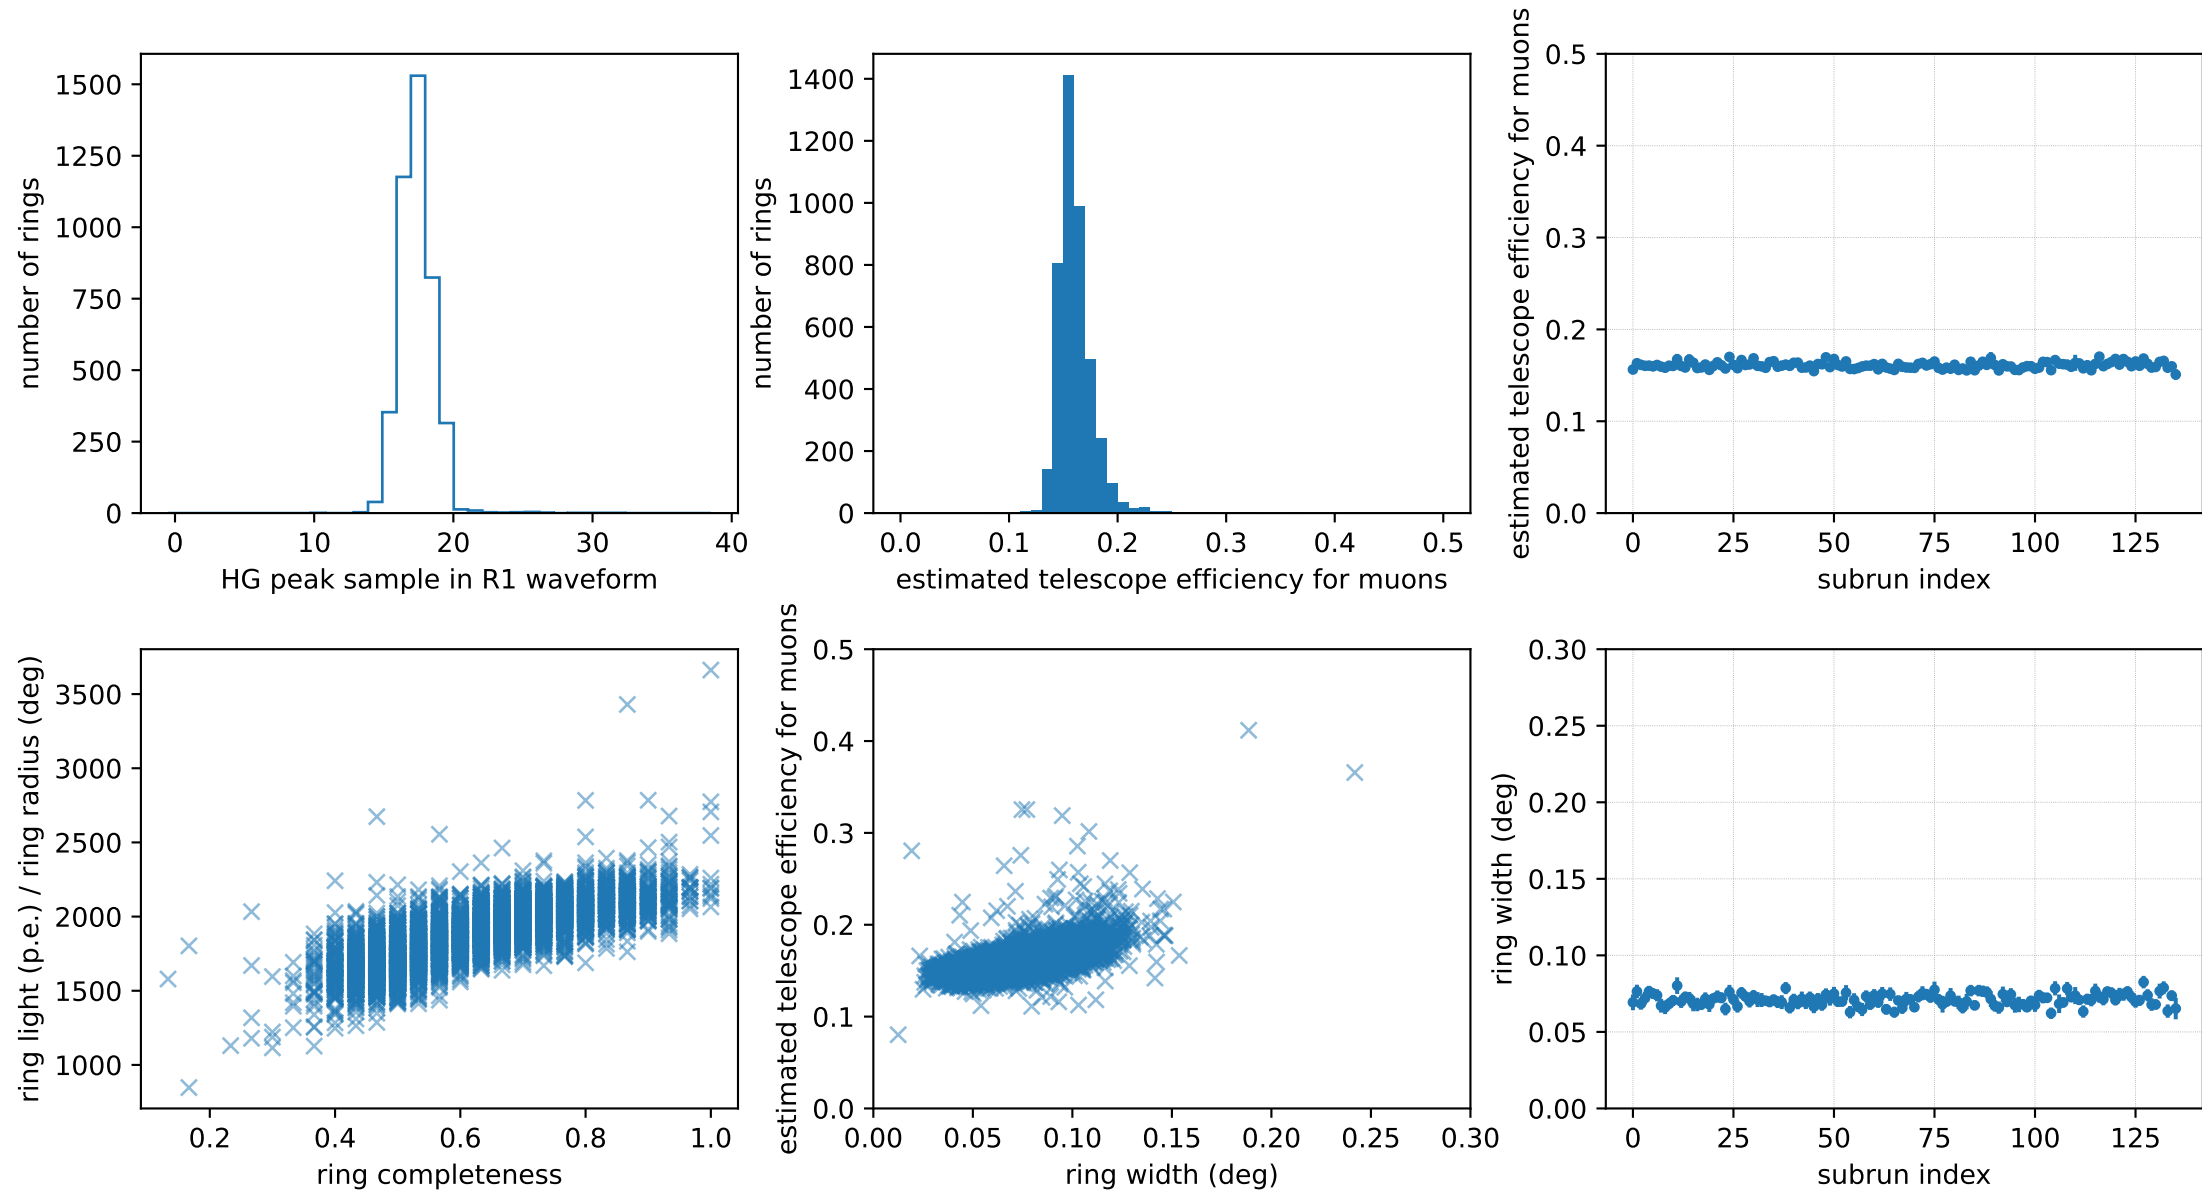 number of rings
1500
1250
1000
750
500
250
0
0 10 20 30 40
HG peak sample in R1 waveform
number of rings
1400
1200
1000
800
600
400
200
0
0.0 0.1 0.2 0.3 0.4 0.5
estimated telescope efficiency for muons
estimated telescope efficiency for muons
0.5
0.4
0.3
0.2
0.1
0.0
0 25 50 75 100 125
subrun index
ring light (p.e.) / ring radius (deg)
3500
3000
2500
2000
1500
1000
0.2 0.4 0.6 0.8 1.0
ring completeness
estimated telescope efficiency for muons
0.5
0.4
0.3
0.2
0.1
0.0
0.00 0.05 0.10 0.15 0.20 0.25 0.30
ring width (deg)
ring width (deg)
0.30
0.25
0.20
0.15
0.10
0.05
0.00
0 25 50 75 100 125
subrun index